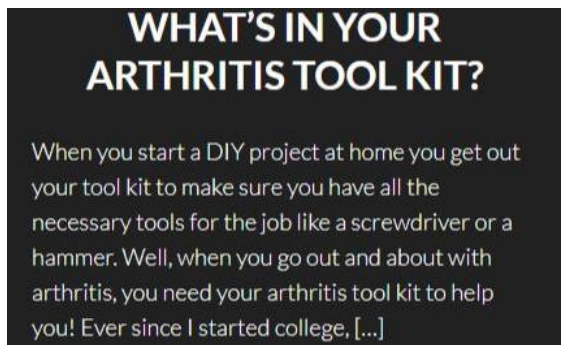 WHAT'S IN YOUR
ARTHRITIS TOOL KIT?
When you start a DIY project at home you get out
your tool kit to make sure you have all the
necessary tools for the job like a screwdriver or a
hammer. Well, when you go out and about with
arthritis, you need your arthritis tool kit to help
you! Ever since I started college, [...]